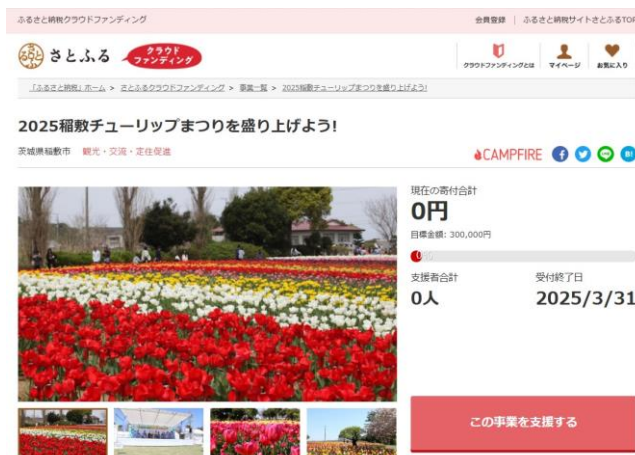 ふるさと納税クラウドファンディング
会員登録 | ふるさと納税サイトさとふるTOP
さとふる
クラウド
ファンディング
クラウドファンディングとは マイページ お気に入り
「ふるさと納税」ホーム > さとふるクラウドファンディング > 事業一覧 > 2025稲敷チューリップまつりを盛り上げよう!
2025稲敷チューリップまつりを盛り上げよう!
茨城県稲敷市 観光・交流・定住促進
CAMPFIRE
現在の寄付合計
0円
目標金額: 300,000円
支援者合計 受付終了日
0人 2025/3/31
この事業を支援する